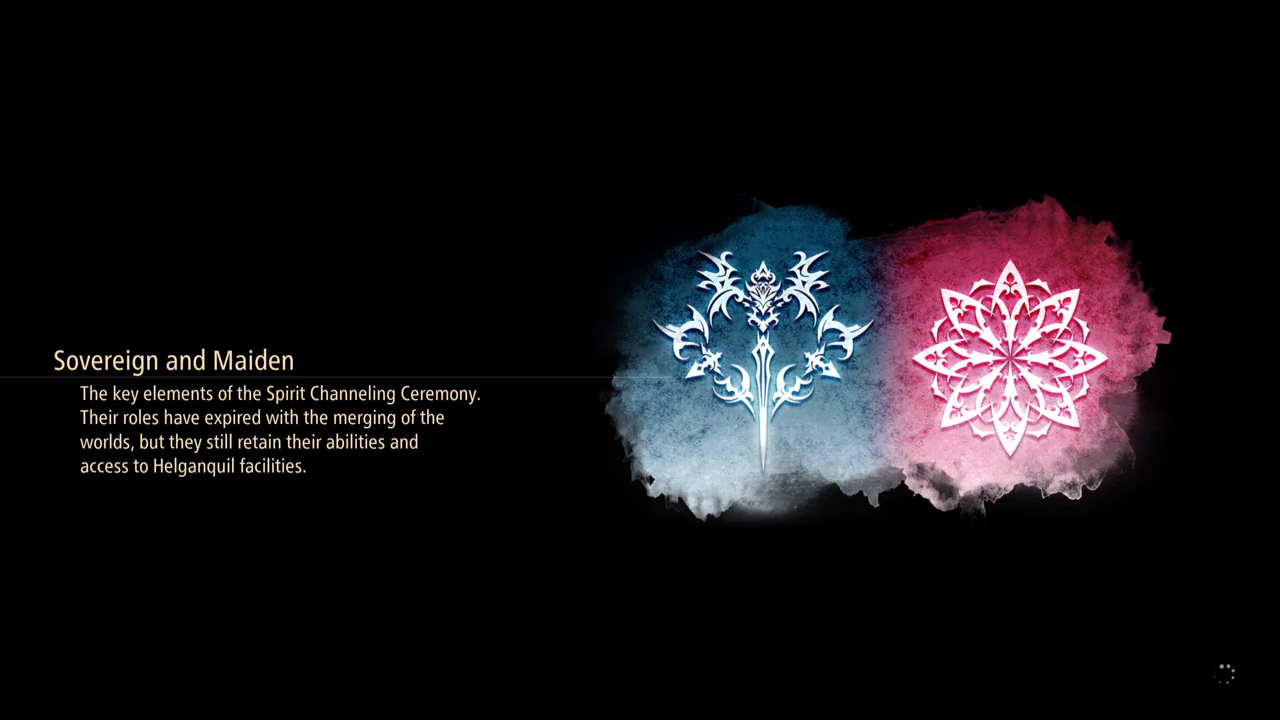 Sovereign and Maiden
The key elements of the Spirit Channeling Ceremony.
Their roles have expired with the merging of the
worlds, but they still retain their abilities and
access to Helganquil facilities.